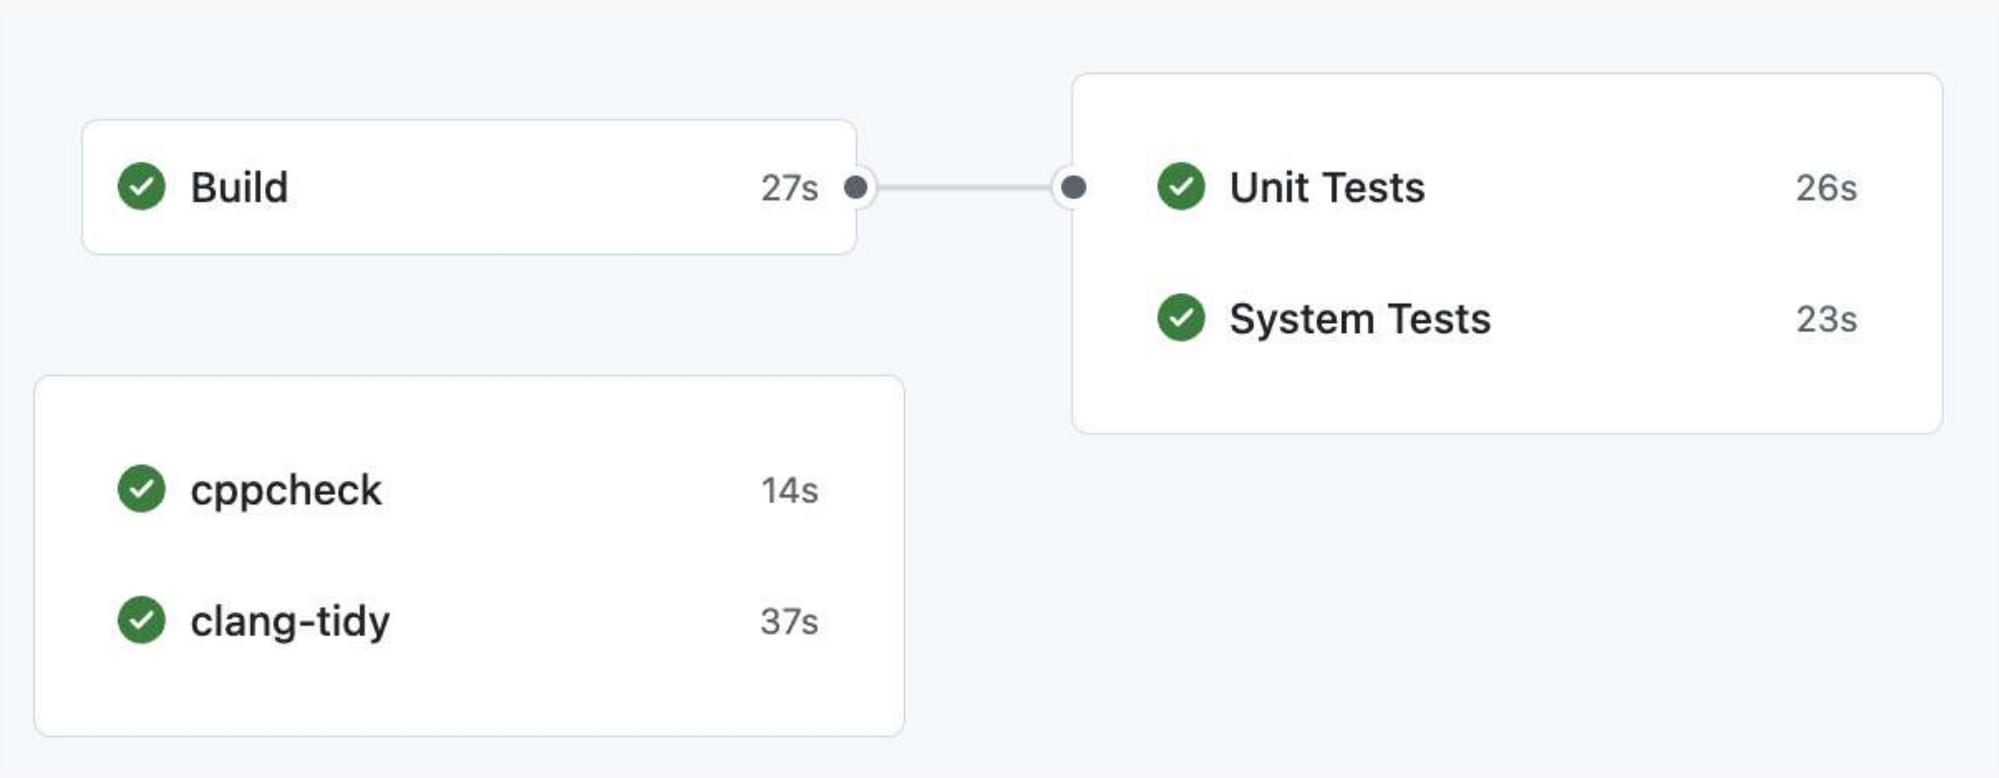 Build 27s
Unit Tests 26s
System Tests 23s
cppcheck 14s
clang-tidy 37s